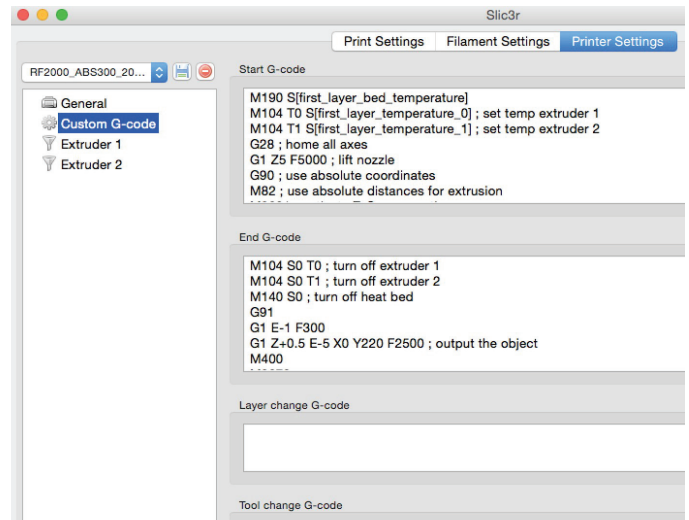 Slic3r
Print Settings Filament Settings Printer Settings
RF2000_ABS300_20...
General
Custom G-code
Extruder 1
Extruder 2
Start G-code
M190 S[first_layer_bed_temperature]
M104 T0 S[first_layer_temperature_0] ; set temp extruder 1
M104 T1 S[first_layer_temperature_1] ; set temp extruder 2
G28 ; home all axes
G1 Z5 F5000 ; lift nozzle
G90 ; use absolute coordinates
M82 ; use absolute distances for extrusion
End G-code
M104 S0 T0 ; turn off extruder 1
M104 S0 T1 ; turn off extruder 2
M140 S0 ; turn off heat bed
G91
G1 E-1 F300
G1 Z+0.5 E-5 X0 Y220 F2500 ; output the object
M400
Layer change G-code
Tool change G-code